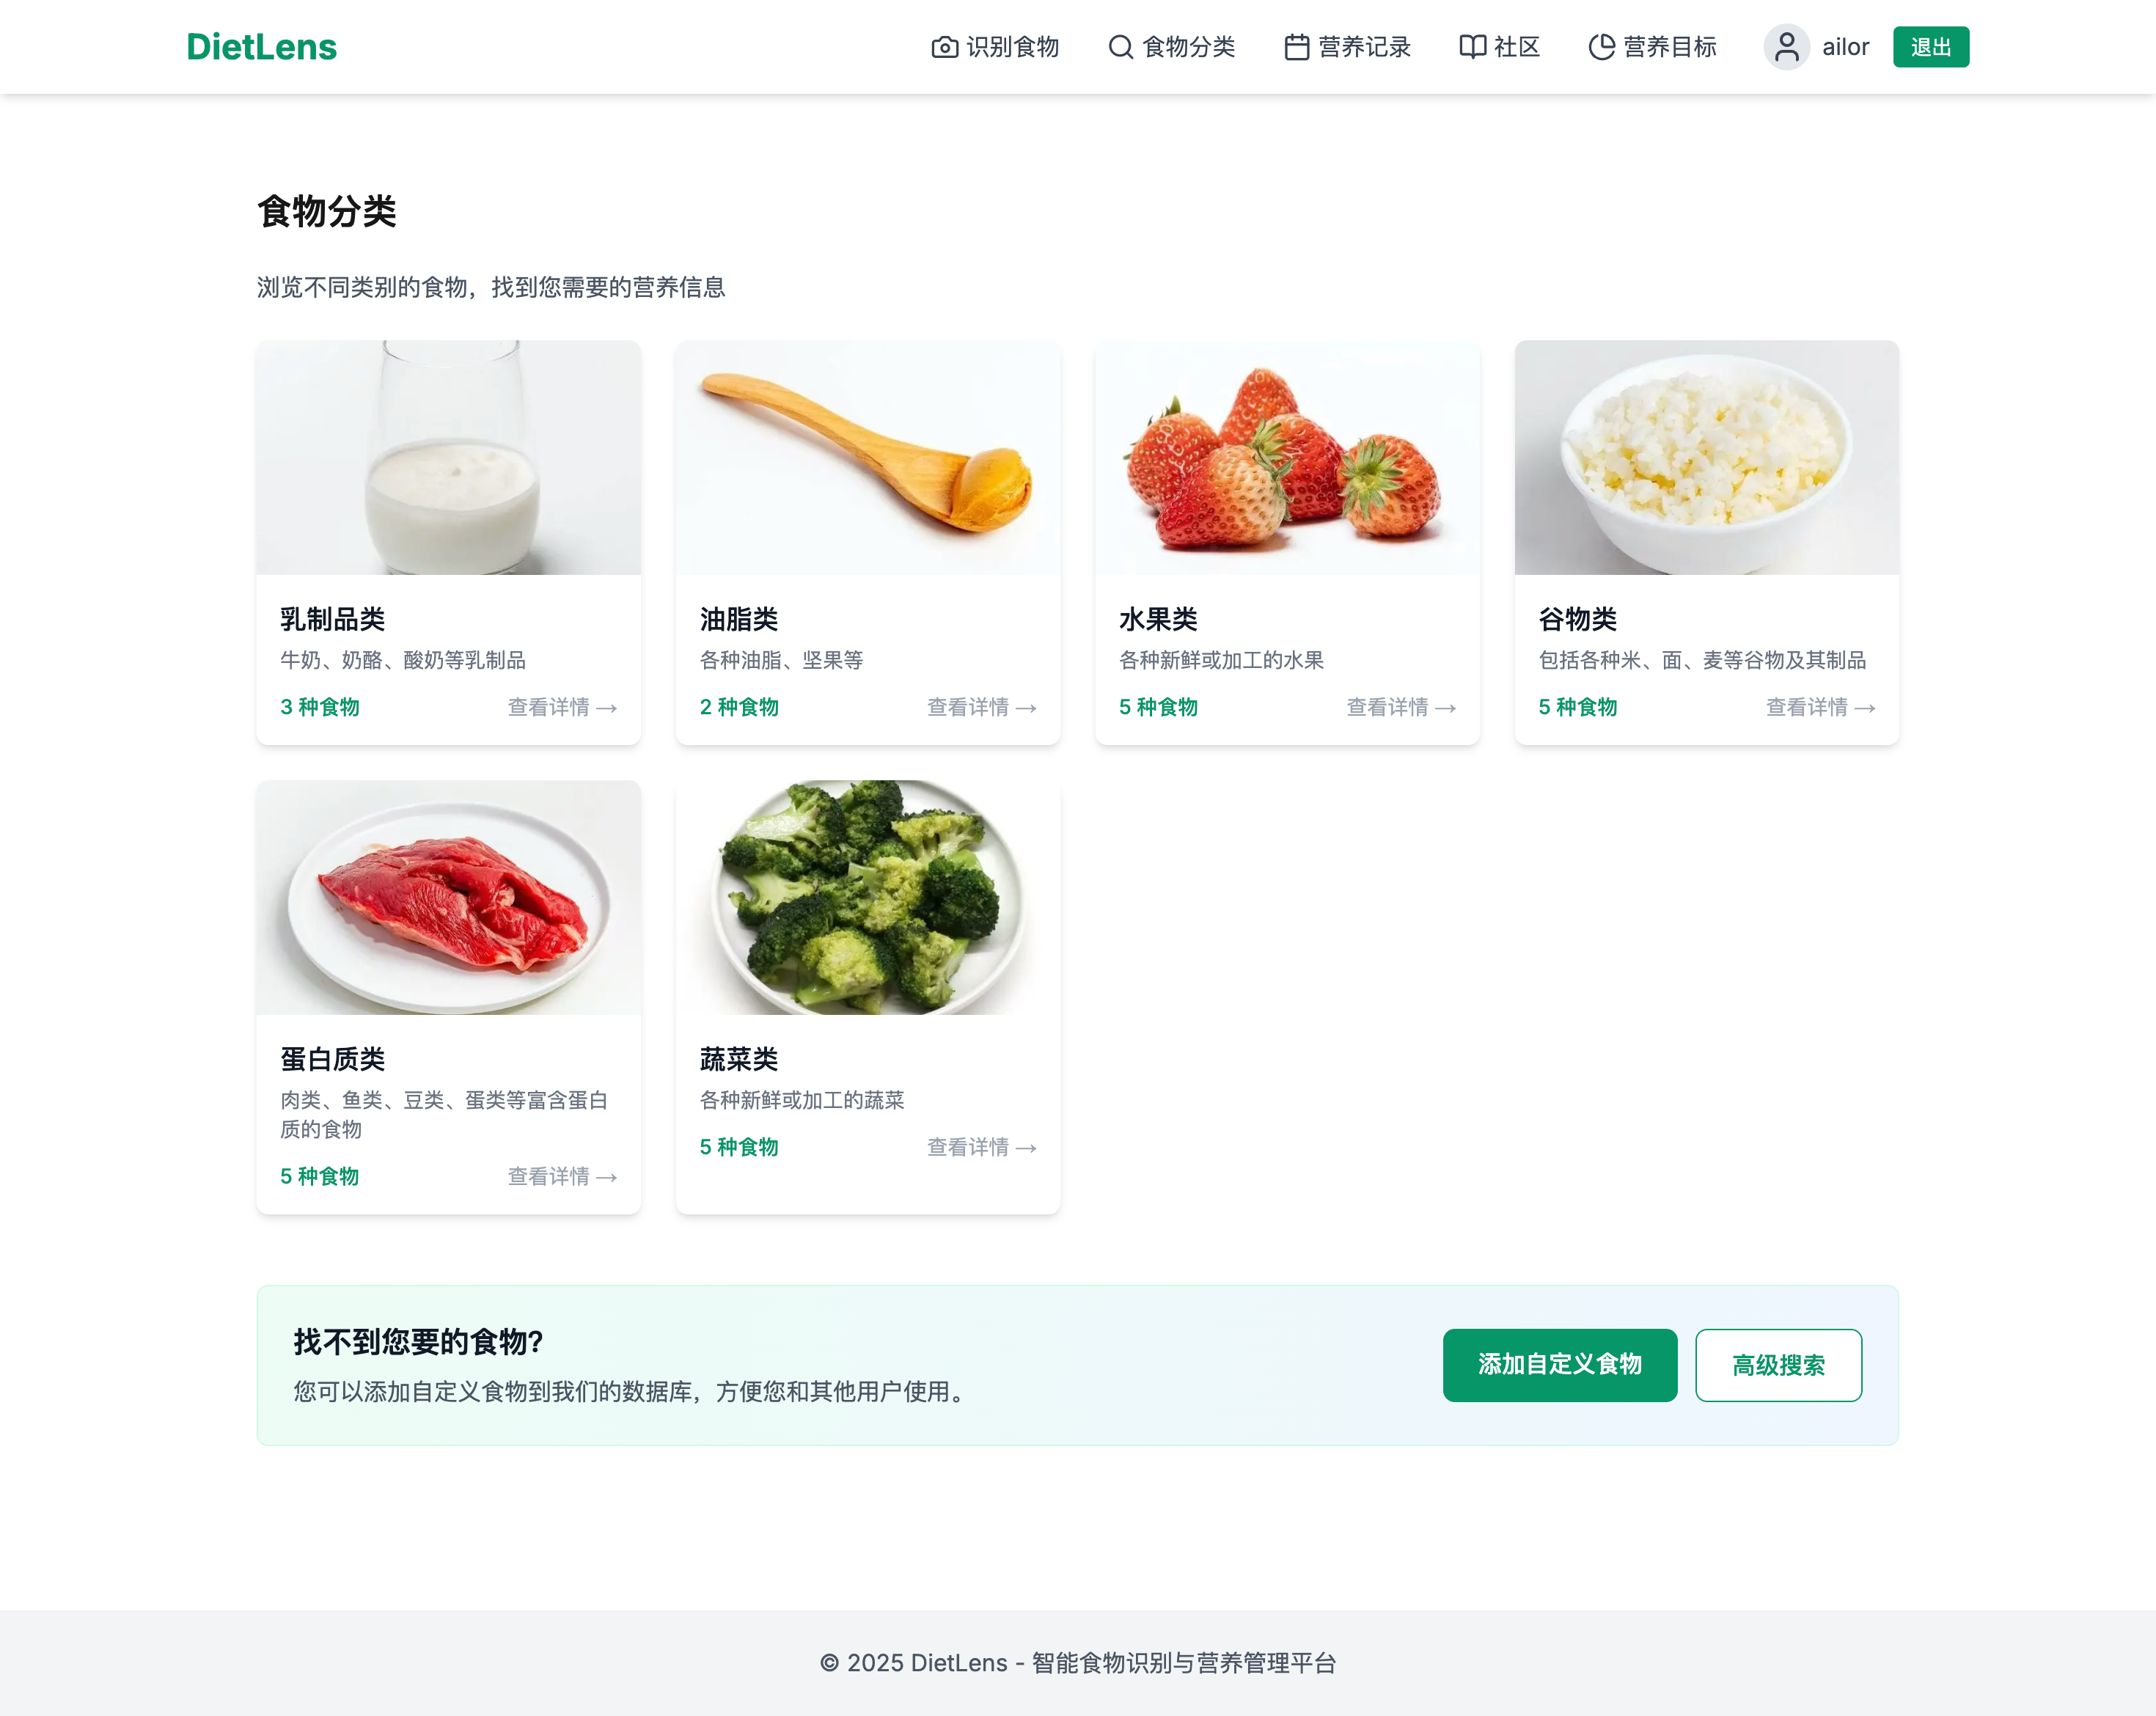 DietLens
识别食物
食物分类
营养记录
社区
营养目标
ailor
退出
食物分类
浏览不同类别的食物，找到您需要的营养信息
乳制品类
牛奶、奶酪、酸奶等乳制品
3 种食物
查看详情 →
油脂类
各种油脂、坚果等
2 种食物
查看详情 →
水果类
各种新鲜或加工的水果
5 种食物
查看详情 →
谷物类
包括各种米、面、麦等谷物及其制品
5 种食物
查看详情 →
蛋白质类
肉类、鱼类、豆类、蛋类等富含蛋白
质的食物
5 种食物
查看详情 →
蔬菜类
各种新鲜或加工的蔬菜
5 种食物
查看详情 →
找不到您要的食物?
您可以添加自定义食物到我们的数据库，方便您和其他用户使用。
添加自定义食物
高级搜索
© 2025 DietLens - 智能食物识别与营养管理平台